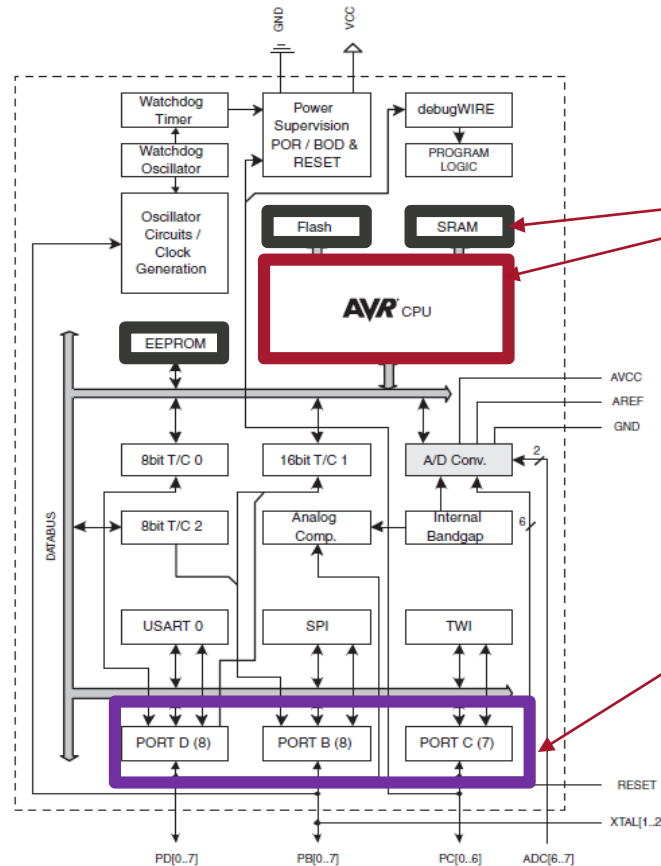 GND
VCC
Watchdog
Timer
Power
Supervision
POR / BOD &
RESET
debugWIRE
Watchdog
Oscillator
PROGRAM
LOGIC
Oscillator
Circuits /
Clock
Generation
Flash
SRAM
AVR CPU
EEPROM
AVCC
AREF
GND
2
8bit T/C 0
16bit T/C 1
A/D Conv.
DATABUS
8bit T/C 2
Analog
Comp.
Internal
Bandgap
6
USART 0
SPI
TWI
PORT D (8)
PORT B (8)
PORT C (7)
RESET
XTAL[1..2
PD[0..7]
PB[0..7]
PC[0..6]
ADC[6..7]